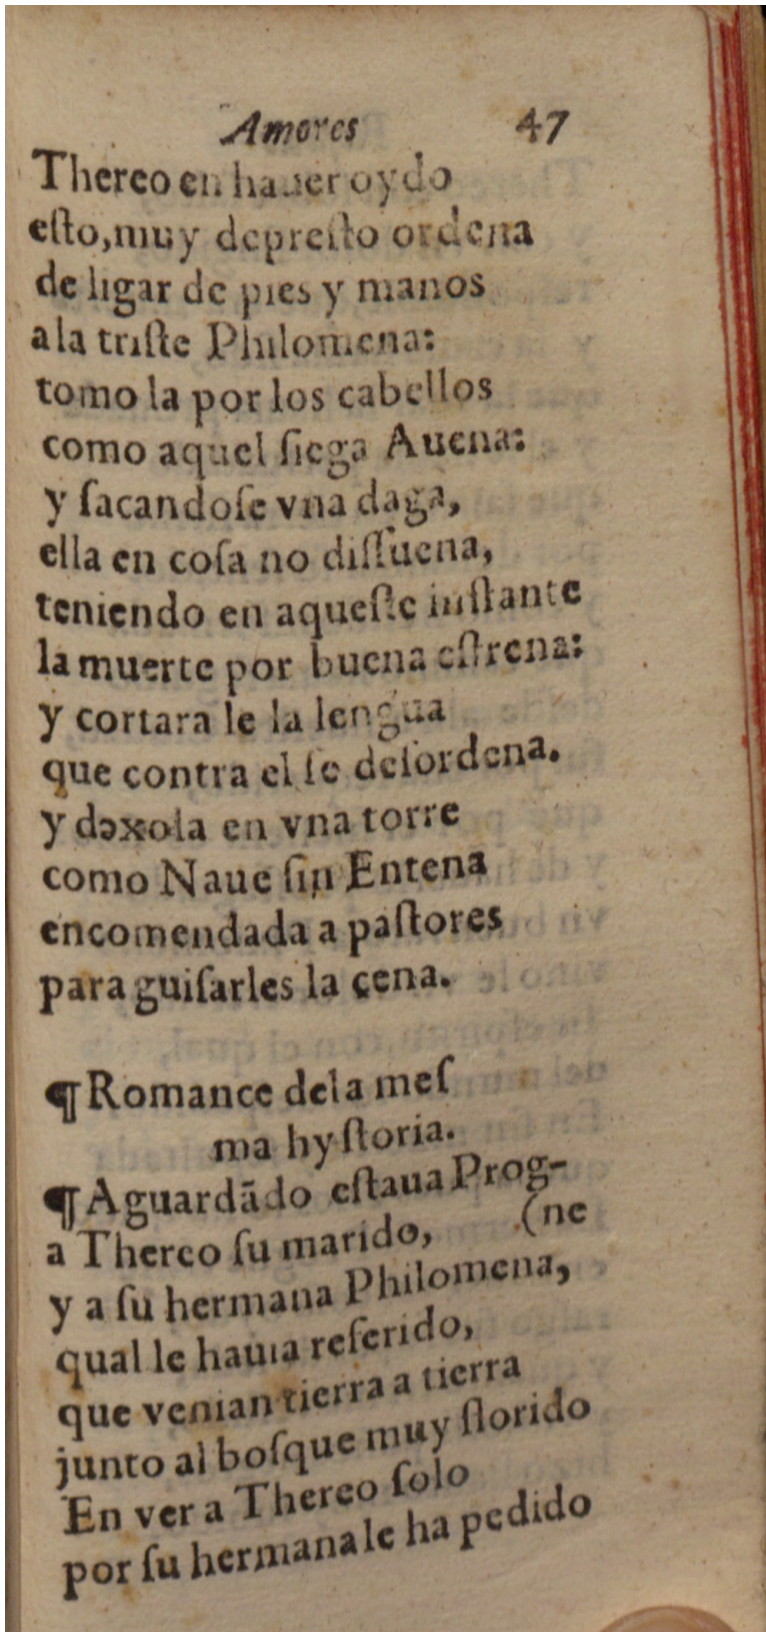 Amores 47
Thereo en hauer oydo
eſto,muy depreſto ordena
de ligar de pies y manos
a la triſte Philomena:
tomo la por los cabellos
como aquel ſiega Auena:
y ſacandoſe vna daga,
ella en coſa no diſſuena,
teniendo en aqueſte inſtante
la muerte por buena eſtrena:
y cortara le la lengua
que contra el ſe deſordena.
y dexola en vna torre
como Naue ſin Entena
encomendada a paſtores
para guiſarles la çena.
¶Romance dela meſ
ma hyſtoria.
¶Aguardãdo eſtaua Prog-
a Thereo ſu marido, (ne
y a ſu hermana Philomena,
qual le hauia referido,
que venian tierra a tierra
junto al boſque muy florido
En ver a Thereo ſolo
por ſu hermana le ha pedido